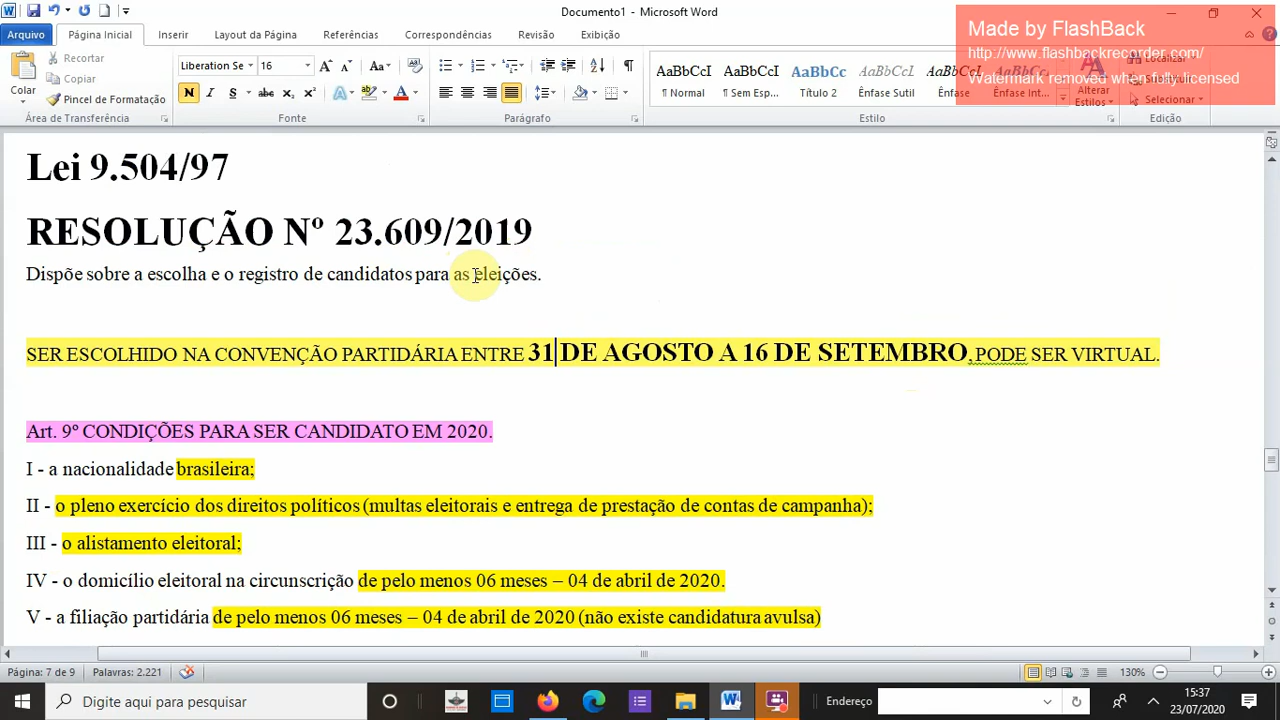 Documento1 - Microsoft Word
Made by FlashBack
http://www.flashbackrecorder.com/
Watermark removed when fully licensed
Arquivo Página Inicial Inserir Layout da Página Referências Correspondências Revisão Exibição
Colar
Recortar
Copiar
Pincel de Formatação
Área de Transferência
Liberation Se 16
N I S abc x₂ x² A ab A
Fonte
Parágrafo
AaBbCcI AaBbCcI AaBbCcI AaBbCcI AaBbCcI AaBbCcI
¶ Normal ¶ Sem Espa... Título 2 Ênfase Sutil Ênfase Ênfase Int...
Alterar Estilos
Estilo
Localizar
Selecionar
Edição
Lei 9.504/97
RESOLUÇÃO Nº 23.609/2019
Dispõe sobre a escolha e o registro de candidatos para as eleições.
SER ESCOLHIDO NA CONVENÇÃO PARTIDÁRIA ENTRE 31 DE AGOSTO A 16 DE SETEMBRO, PODE SER VIRTUAL.
Art. 9º CONDIÇÕES PARA SER CANDIDATO EM 2020.
I - a nacionalidade brasileira;
II - o pleno exercício dos direitos políticos (multas eleitorais e entrega de prestação de contas de campanha);
III - o alistamento eleitoral;
IV - o domicílio eleitoral na circunscrição de pelo menos 06 meses – 04 de abril de 2020.
V - a filiação partidária de pelo menos 06 meses – 04 de abril de 2020 (não existe candidatura avulsa)
Página: 7 de 9 Palavras: 2.221 130%
Digite aqui para pesquisar
Endereço
15:37
23/07/2020